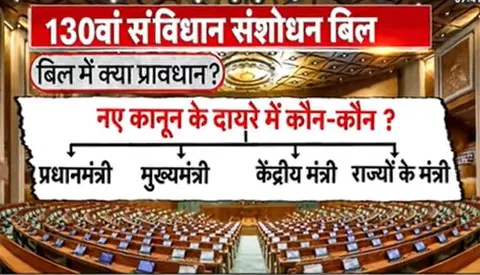 130वां संविधान संशोधन बिल
बिल में क्या प्रावधान?
नए कानून के दायरे में कौन-कौन ?
प्रधानमंत्री मुख्यमंत्री केंद्रीय मंत्री राज्यों के मंत्री